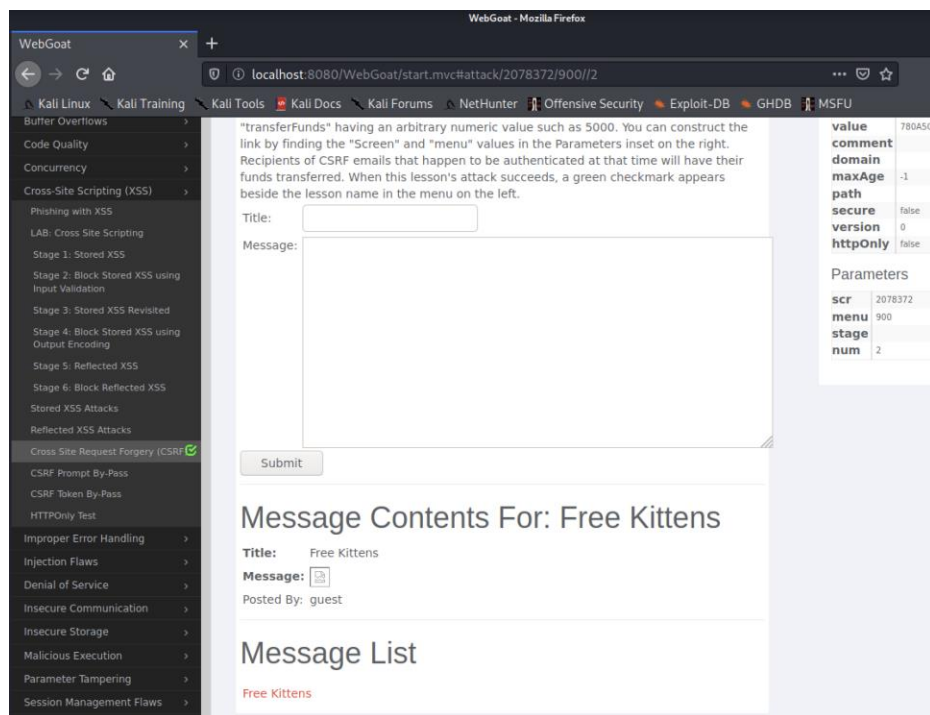 WebGoat - Mozilla Firefox
WebGoat
localhost:8080/WebGoat/start.mvc#attack/2078372/900//2
Kali Linux Kali Training Kali Tools Kali Docs Kali Forums NetHunter Offensive Security Exploit-DB GHDB MSFU
Buffer Overflows
Code Quality
Concurrency
Cross-Site Scripting (XSS)
Phishing with XSS
LAB: Cross Site Scripting
Stage 1: Stored XSS
Stage 2: Block Stored XSS using
Input Validation
Stage 3: Stored XSS Revisited
Stage 4: Block Stored XSS using
Output Encoding
Stage 5: Reflected XSS
Stage 6: Block Reflected XSS
Stored XSS Attacks
Reflected XSS Attacks
Cross Site Request Forgery (CSRF
CSRF Prompt By-Pass
CSRF Token By-Pass
HTTPOnly Test
Improper Error Handling
Injection Flaws
Denial of Service
Insecure Communication
Insecure Storage
Malicious Execution
Parameter Tampering
Session Management Flaws
"transferFunds" having an arbitrary numeric value such as 5000. You can construct the
link by finding the "Screen" and "menu" values in the Parameters inset on the right.
Recipients of CSRF emails that happen to be authenticated at that time will have their
funds transferred. When this lesson's attack succeeds, a green checkmark appears
beside the lesson name in the menu on the left.
Title:
Message:
Submit
Message Contents For: Free Kittens
Title: Free Kittens
Message:
Posted By: guest
Message List
Free Kittens
value 780A50
comment
domain
maxAge -1
path
secure false
version 0
httpOnly false
Parameters
scr 2078372
menu 900
stage
num 2